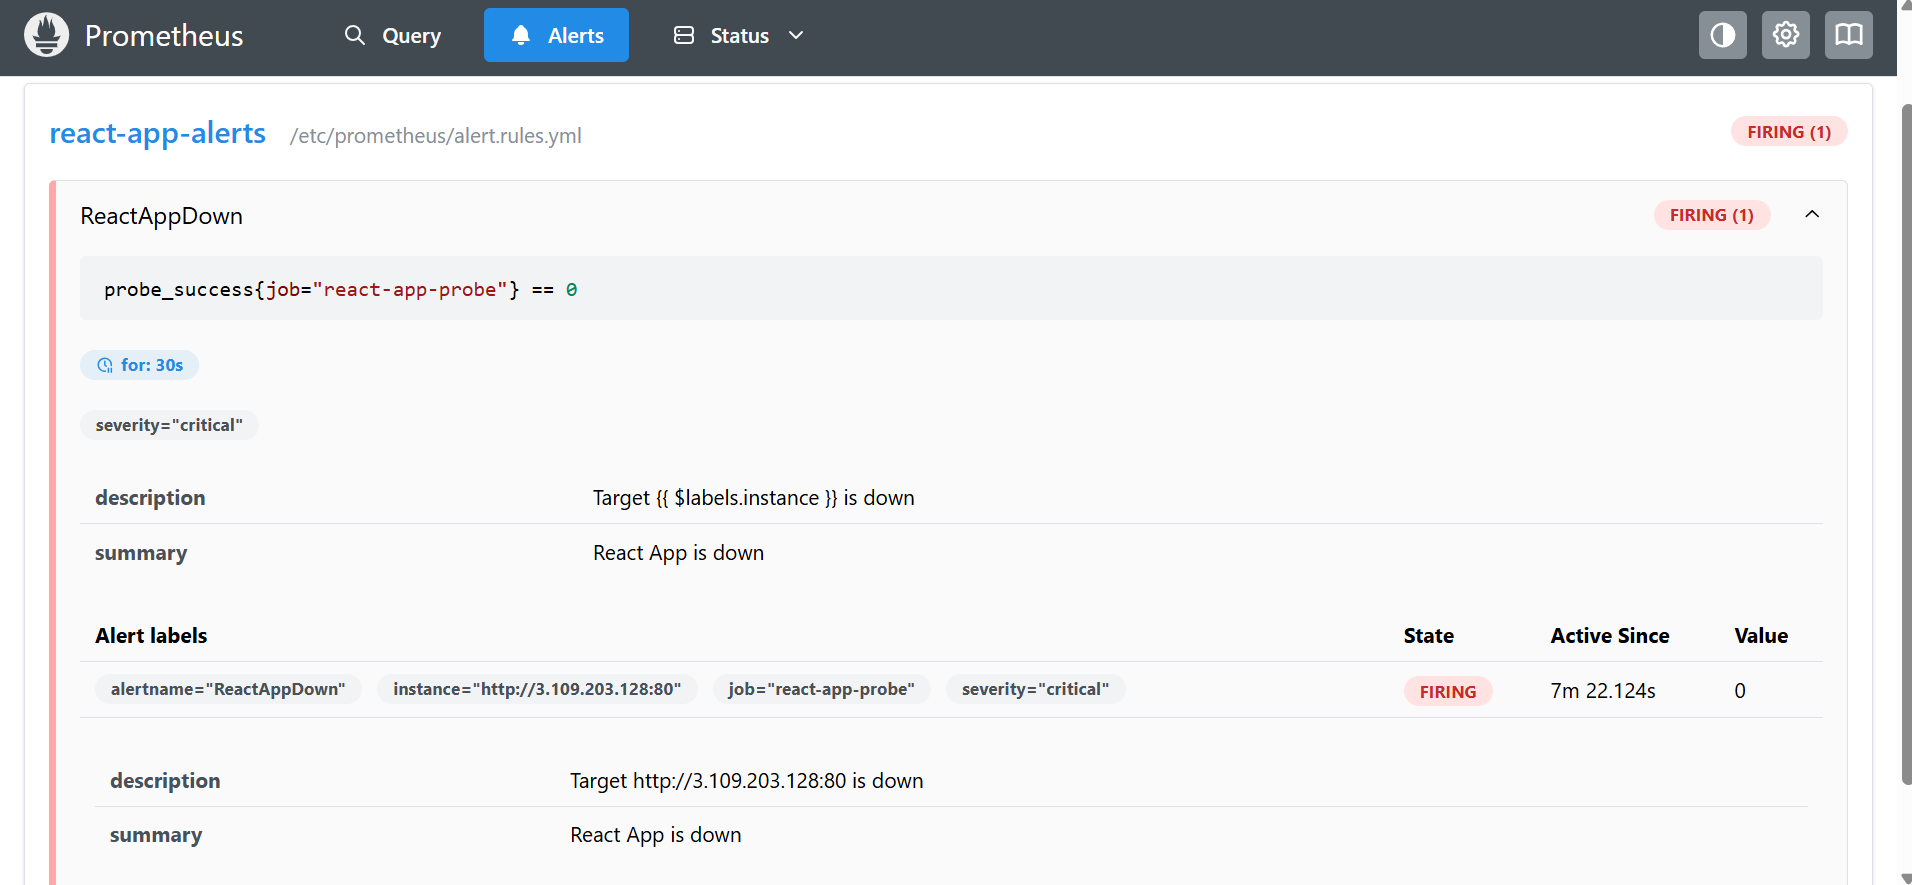 Prometheus Query Alerts Status
react-app-alerts /etc/prometheus/alert.rules.yml FIRING (1)
ReactAppDown FIRING (1)
probe_success{job="react-app-probe"} == 0
for: 30s
severity="critical"
description Target {{ $labels.instance }} is down
summary React App is down
Alert labels State Active Since Value
alertname="ReactAppDown" instance="http://3.109.203.128:80" job="react-app-probe" severity="critical" FIRING 7m 22.124s 0
description Target http://3.109.203.128:80 is down
summary React App is down